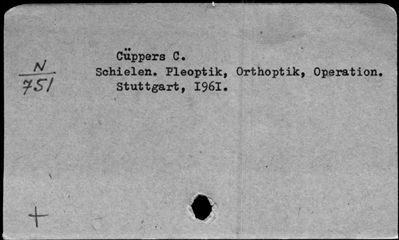 Cüppers C.
N
751
Schielen. Pleoptik, Orthoptik, Operation.
Stuttgart, I96I.
+